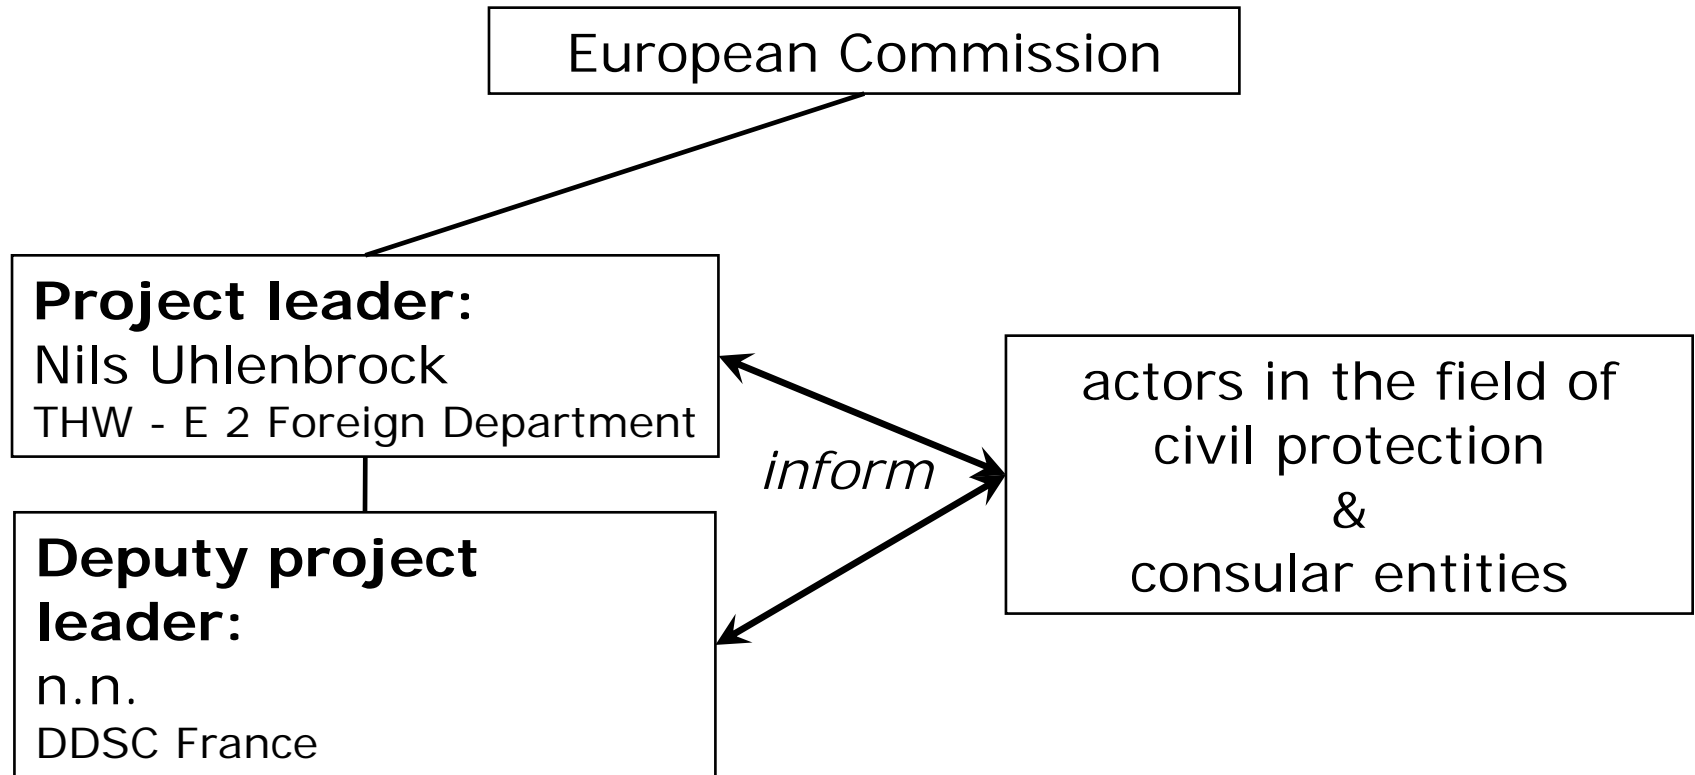 European Commission
Project leader:
Nils Uhlenbrock
THW - E 2 Foreign Department
inform
actors in the field of
civil protection
&
consular entities
Deputy project
leader:
n.n.
DDSC France